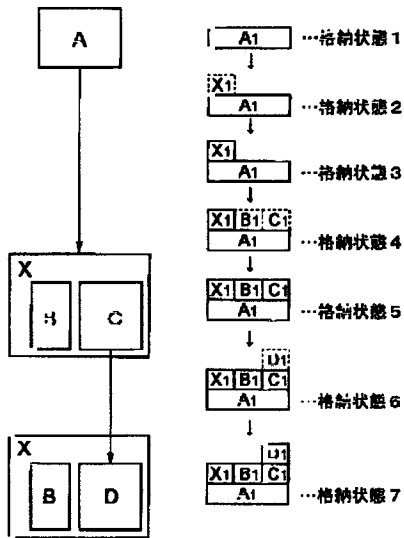 A
A1 …格納状態1
X1
A1 …格納状態2
X1
A1 …格納状態3
X1 B1 C1
A1 …格納状態4
X
B C
X1 B1 C1
A1 …格納状態5
D1
X1 B1 C1
A1 …格納状態6
X
B D
D1
X1 B1 C1
A1 …格納状態7